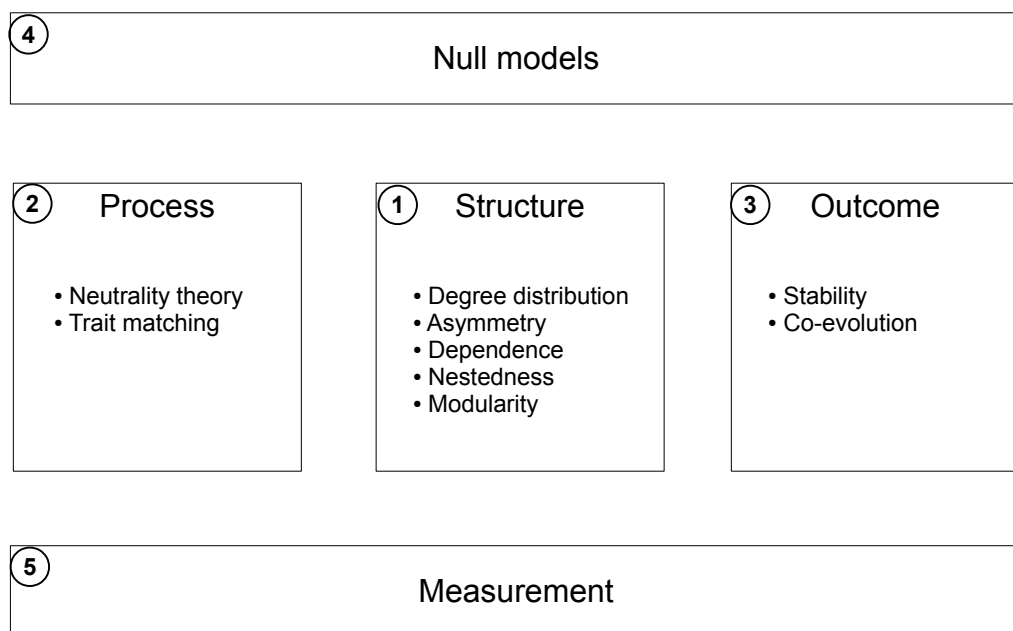 4
Null models
2 Process
• Neutrality theory
• Trait matching
1 Structure
• Degree distribution
• Asymmetry
• Dependence
• Nestedness
• Modularity
3 Outcome
• Stability
• Co-evolution
5
Measurement